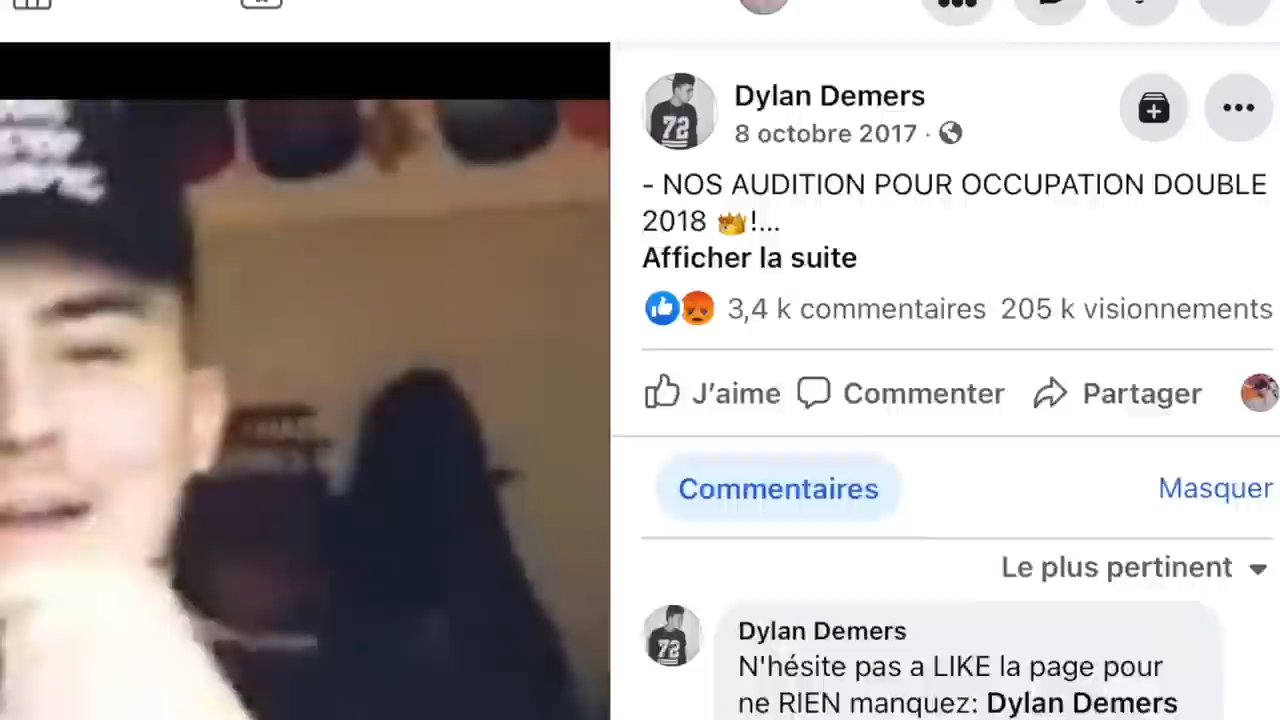 Dylan Demers
8 octobre 2017 ·
- NOS AUDITION POUR OCCUPATION DOUBLE
2018 👑!...
Afficher la suite
3,4 k commentaires 205 k visionnements
J'aime Commenter Partager
Commentaires Masquer
Le plus pertinent
Dylan Demers
N'hésite pas a LIKE la page pour
ne RIEN manquez: Dylan Demers
72
72